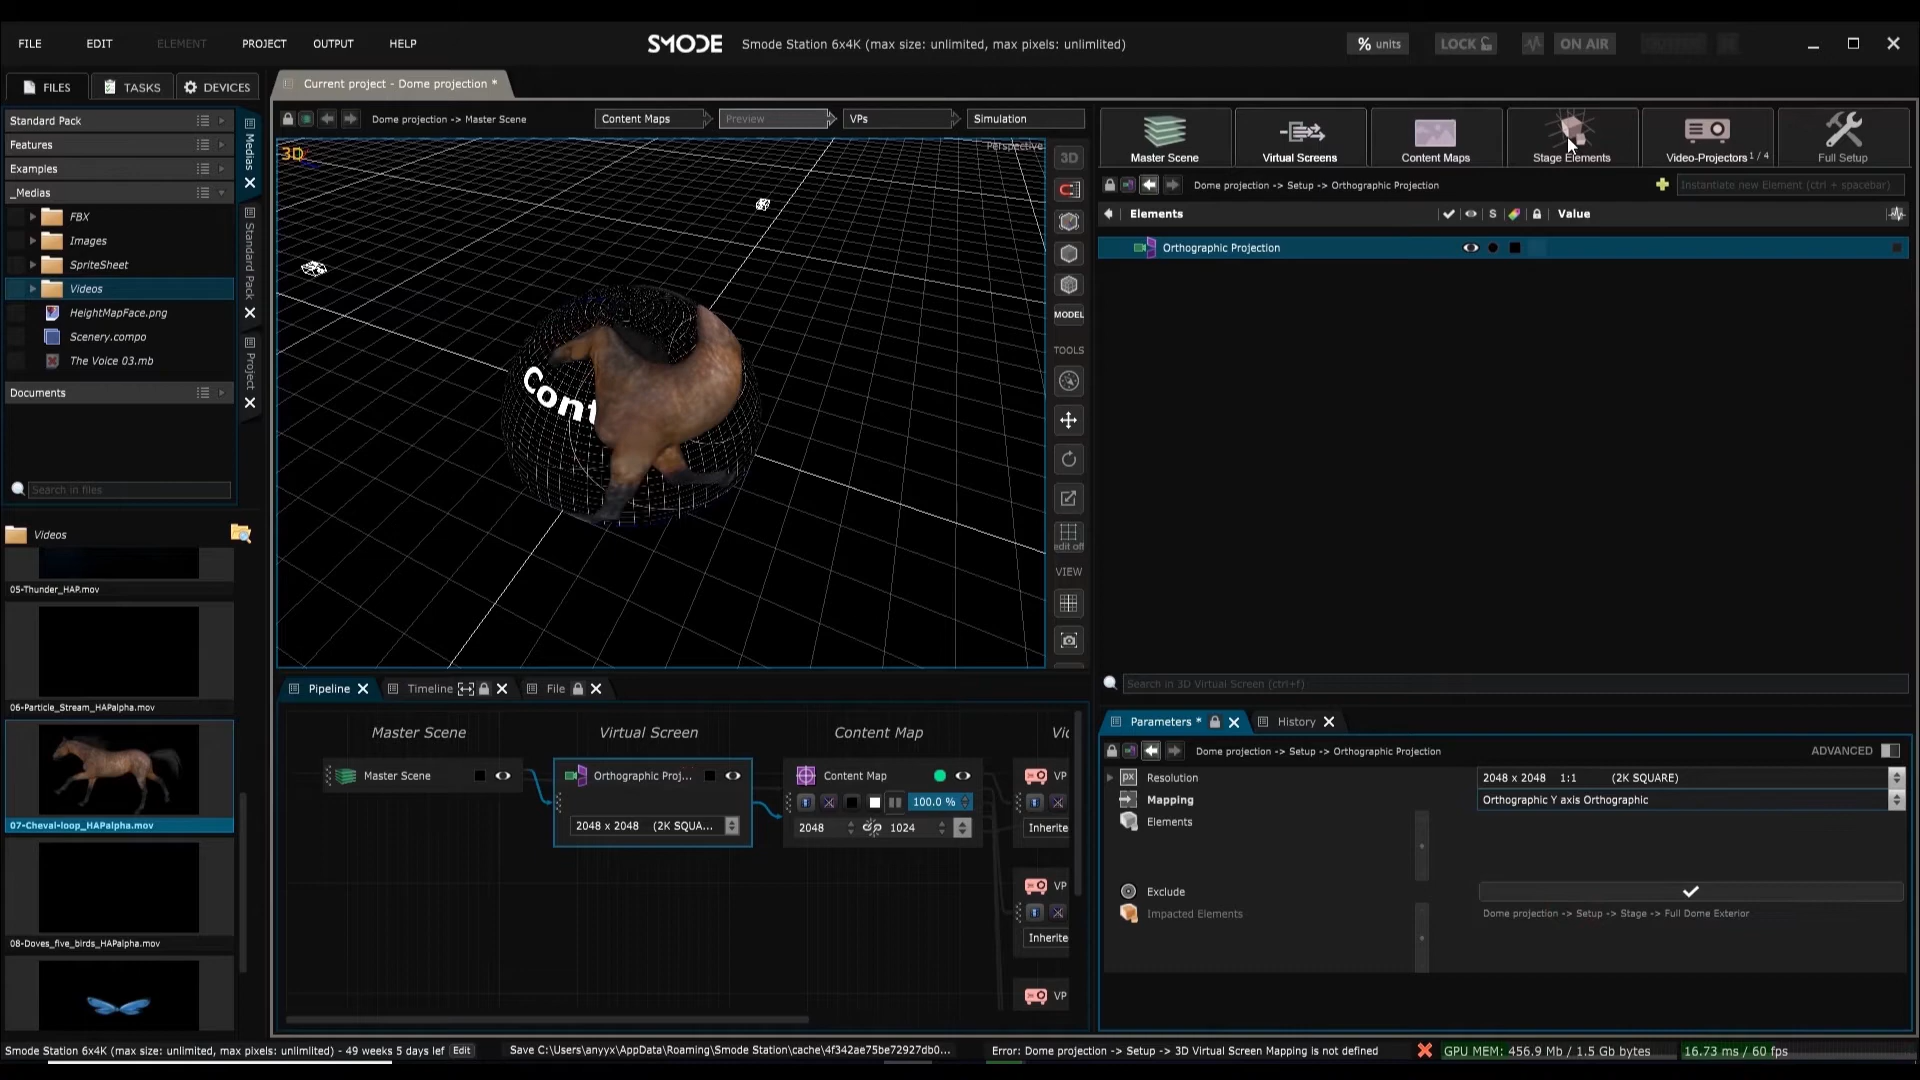 FILE EDIT ELEMENT PROJECT OUTPUT HELP
SMODE Smode Station 6x4K (max size: unlimited, max pixels: unlimlited)
% units LOCK ON AIR
FILES TASKS DEVICES
Current project - Dome projection *
Standard Pack
Features
Examples
_Medias
FBX
Images
SpriteSheet
Videos
HeightMapFace.png
Scenery.compo
The Voice 03.mb
Documents
Search in files
Medias
Standard Pack
Project
Videos
05-Thunder_HAP.mov
06-Particle_Stream_HAPalpha.mov
07-Cheval-loop_HAPalpha.mov
08-Doves_five_birds_HAPalpha.mov
Dome projection -> Master Scene
Content Maps Preview VPs Simulation
3D
Perspective
Cont
3D
MODEL
TOOLS
edit off
VIEW
Master Scene Virtual Screens Content Maps Stage Elements Video-Projectors 1 / 4 Full Setup
Dome projection -> Setup -> Orthographic Projection
Instantiate new Element (ctrl + spacebar)
Elements S Value
Orthographic Projection
Search in 3D Virtual Screen (ctrl+f)
Pipeline Timeline File
Master Scene Virtual Screen Content Map
Master Scene
Orthographic Proj...
2048 x 2048 (2K SQUA...
Content Map
100.0 %
2048 1024
VP
Inherite
VP
Inherite
VP
Parameters * History
Dome projection -> Setup -> Orthographic Projection
ADVANCED
px Resolution 2048 x 2048 1:1 (2K SQUARE)
Mapping Orthographic Y axis Orthographic
Elements
Exclude
Impacted Elements Dome projection -> Setup -> Stage -> Full Dome Exterior
Smode Station 6x4K (max size: unlimited, max pixels: unlimlited) - 49 weeks 5 days lef Edit
Save C:\Users\anyyx\AppData\Roaming\Smode Station\cache\4f342ae75be72927db0...
Error: Dome projection -> Setup -> 3D Virtual Screen Mapping is not defined
GPU MEM: 456.9 Mb / 1.5 Gb bytes
16.73 ms / 60 fps